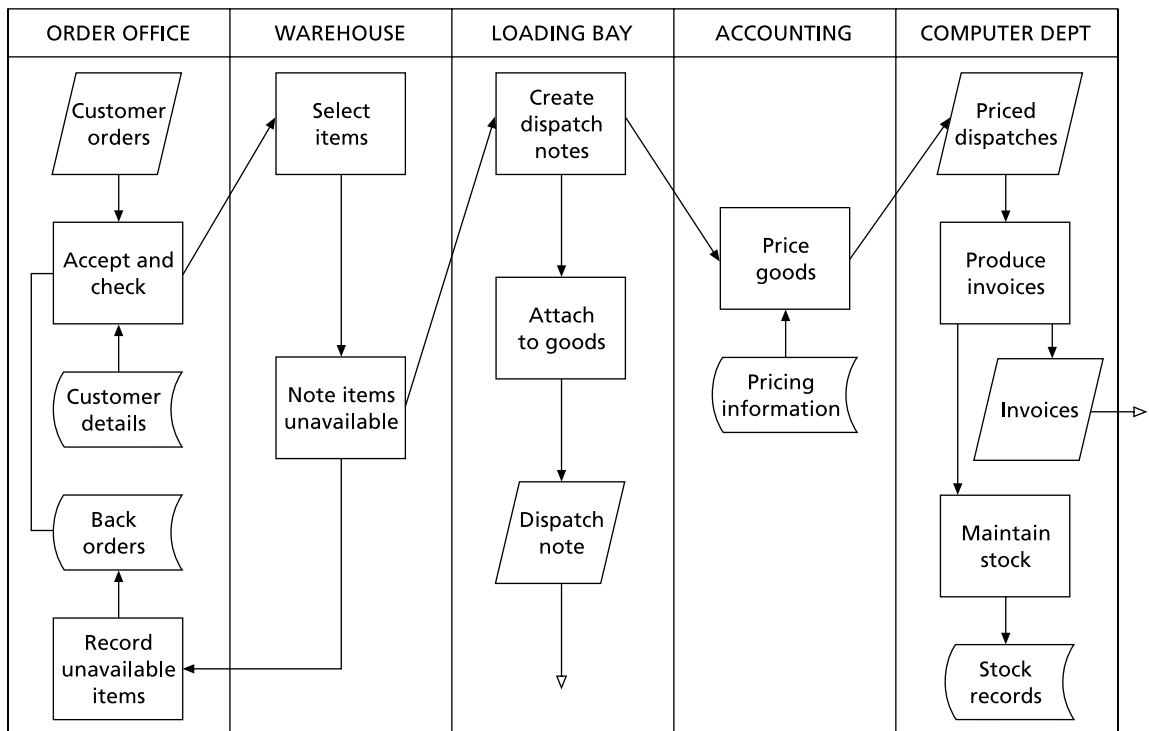 ORDER OFFICE
WAREHOUSE
LOADING BAY
ACCOUNTING
COMPUTER DEPT
Customer
orders
Accept and
check
Customer
details
Back
orders
Record
unavailable
items
Select
items
Note items
unavailable
Create
dispatch
notes
Attach
to goods
Dispatch
note
Price
goods
Pricing
information
Priced
dispatches
Produce
invoices
Invoices
Maintain
stock
Stock
records